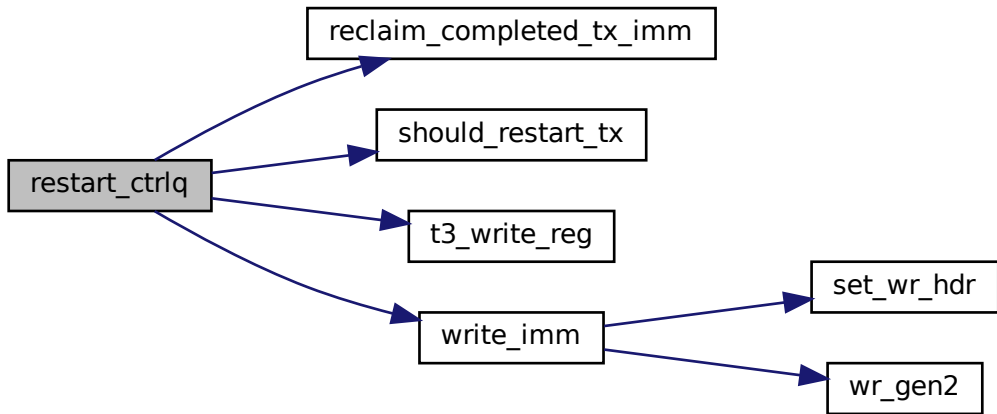 reclaim_completed_tx_imm
should_restart_tx
restart_ctrlq
t3_write_reg
set_wr_hdr
write_imm
wr_gen2